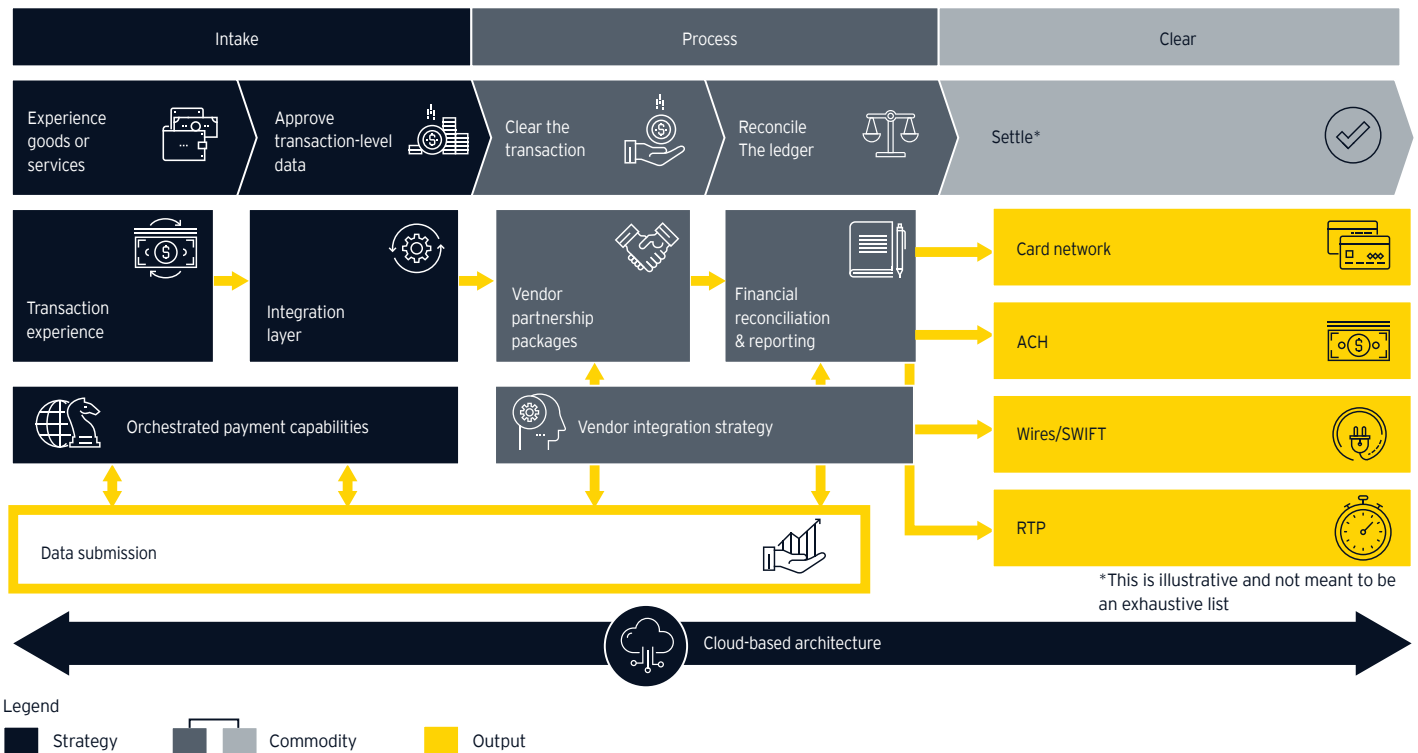 Intake
Process
Clear
Experience
goods or
services
Approve
transaction-level
data
Clear the
transaction
Reconcile
The ledger
Settle*
Transaction
experience
Integration
layer
Vendor
partnership
packages
Financial
reconciliation
& reporting
Card network
ACH
Wires/SWIFT
RTP
Orchestrated payment capabilities
Vendor integration strategy
Data submission
*This is illustrative and not meant to be
an exhaustive list
Cloud-based architecture
Legend
Strategy
Commodity
Output